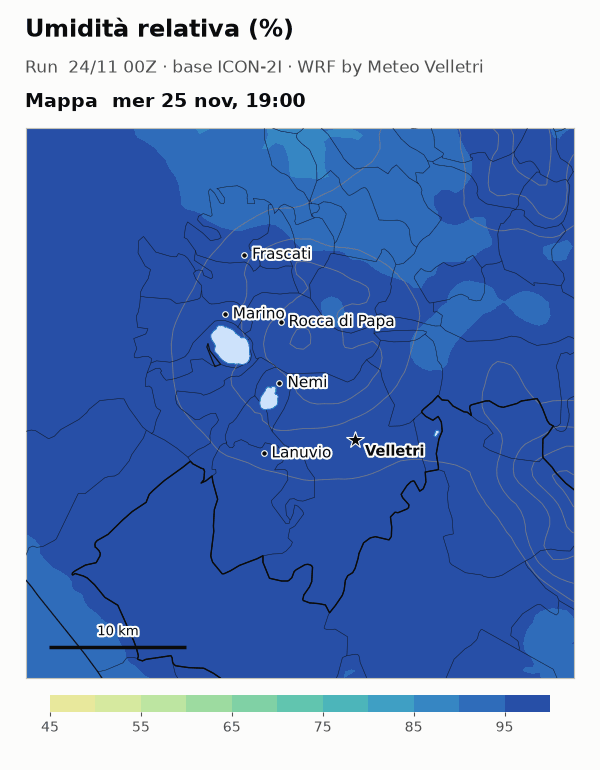 Umidità relativa (%)
Run  24/11 00Z · base ICON-2I · WRF by Meteo Velletri
Mappa  mer 25 nov, 19:00
Frascati
Marino
Rocca di Papa
Nemi
Velletri
Lanuvio
10 km
45 55 65 75 85 95